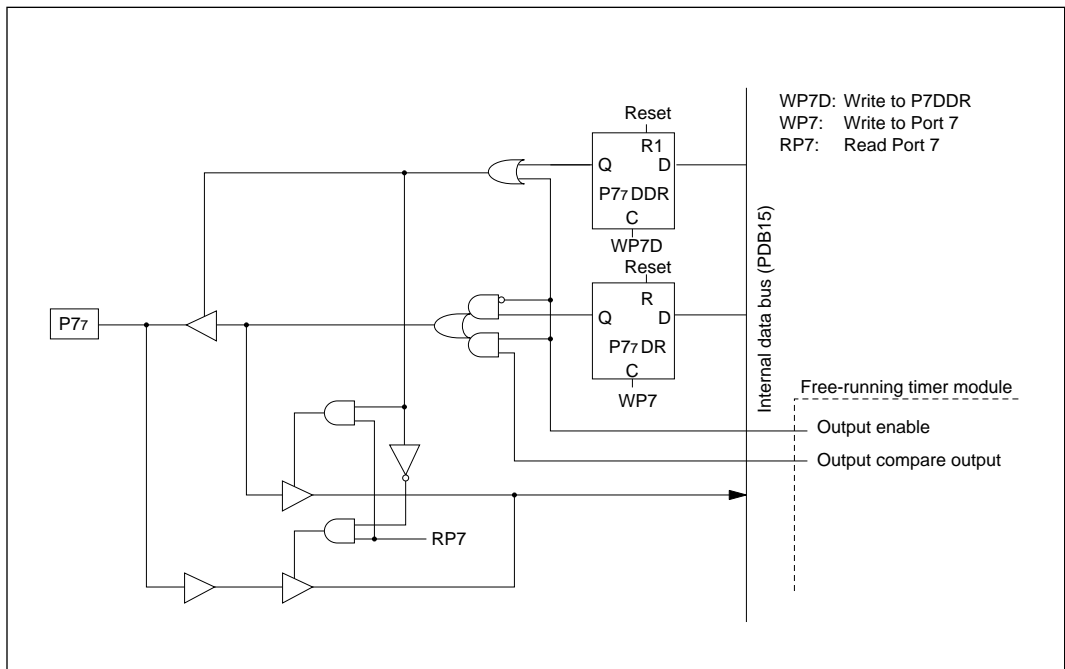 WP7D: Write to P7DDR
WP7: Write to Port 7
RP7: Read Port 7
Reset
R1
Q D
P77 DDR
C
WP7D
Reset
R
Q D
P77 DR
C
WP7
P77
Internal data bus (PDB15)
Free-running timer module
Output enable
Output compare output
RP7